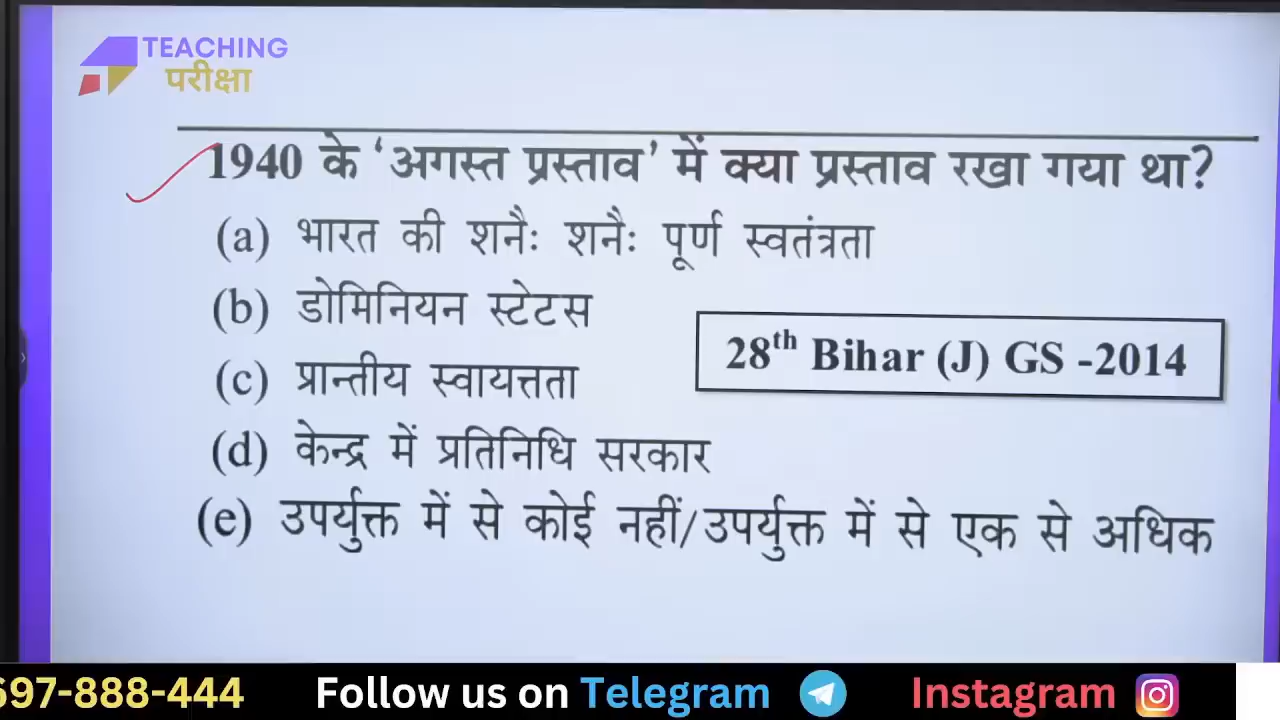 TEACHING
परीक्षा
1940 के ‘अगस्त प्रस्ताव’ में क्या प्रस्ताव रखा गया था?
(a) भारत की शनैः शनैः पूर्ण स्वतंत्रता
(b) डोमिनियन स्टेटस
(c) प्रान्तीय स्वायत्तता
28th Bihar (J) GS -2014
(d) केन्द्र में प्रतिनिधि सरकार
(e) उपर्युक्त में से कोई नहीं/उपर्युक्त में से एक से अधिक
697-888-444 Follow us on Telegram Instagram